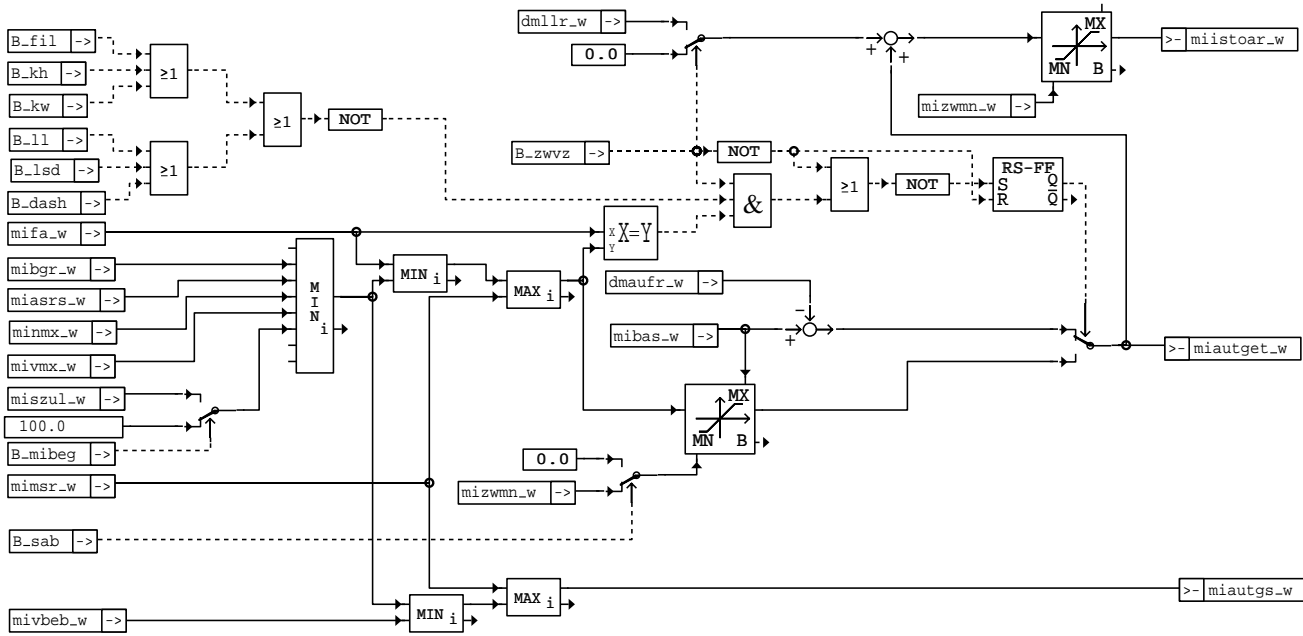 dmllr_w ->
0.0
MX
MN B
>- miistoar_w
mizwmn_w ->
B_fil ->
B_kh ->
B_kw ->
≥1
≥1
NOT
B_ll ->
B_lsd ->
B_dash ->
≥1
B_zwvz ->
NOT
≥1
NOT
RS-FF
S Q
R Q̅
&
mifa_w ->
X X=Y
Y
mibgr_w ->
miasrs_w ->
minmx_w ->
mivmx_w ->
miszul_w ->
100.0
B_mibeg ->
mimsr_w ->
M
I
N
i
MIN i
MAX i
dmaufr_w ->
mibas_w ->
-
+
+
+
>- miautget_w
MX
MN B
0.0
mizwmn_w ->
B_sab ->
mivbeb_w ->
MIN i
MAX i
>- miautgs_w